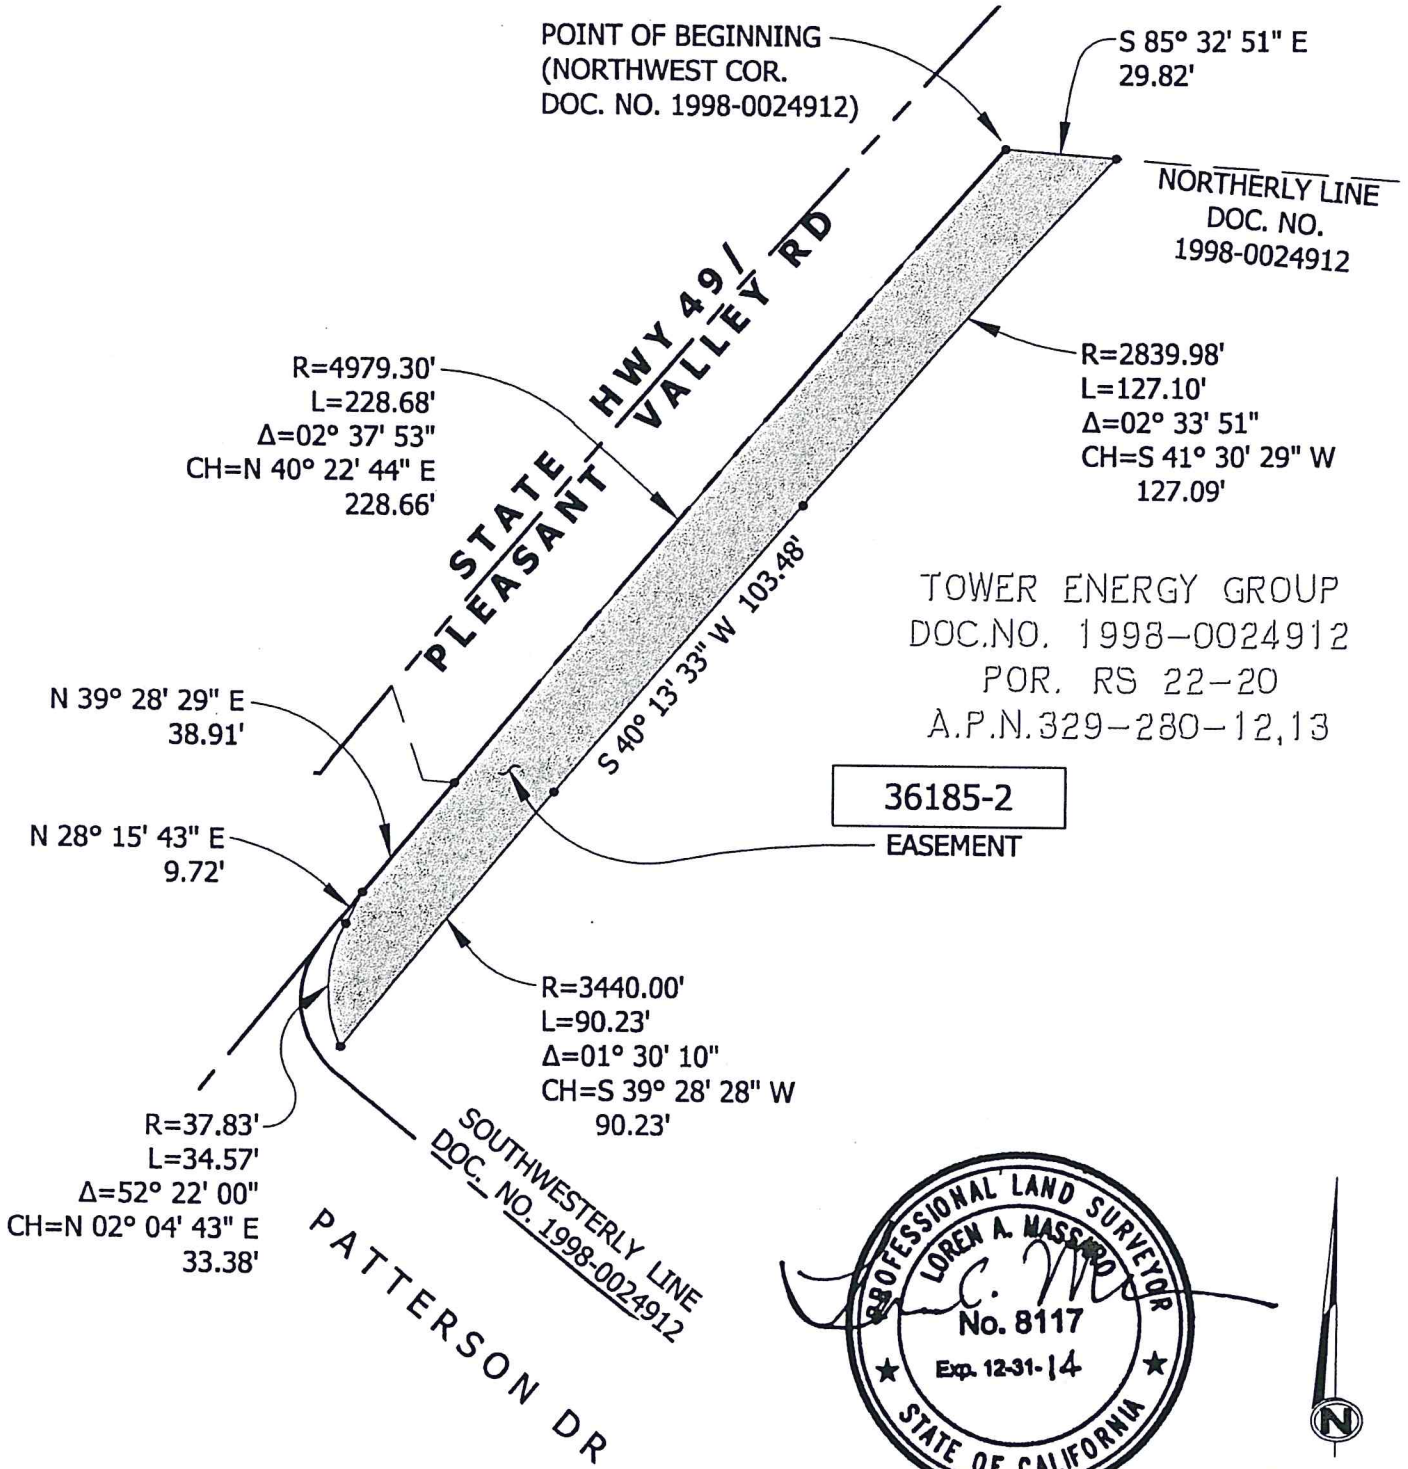 POINT OF BEGINNING
(NORTHWEST COR.
DOC. NO. 1998-0024912)
S 85° 32' 51" E
29.82'
NORTHERLY LINE
DOC. NO.
1998-0024912
STATE HWY 49/
PLEASANT VALLEY RD
R=4979.30'
L=228.68'
Δ=02° 37' 53"
CH=N 40° 22' 44" E
228.66'
R=2839.98'
L=127.10'
Δ=02° 33' 51"
CH=S 41° 30' 29" W
127.09'
S 40° 13' 33" W 103.48'
TOWER ENERGY GROUP
DOC.NO. 1998-0024912
POR. RS 22-20
A.P.N.329-280-12,13
N 39° 28' 29" E
38.91'
36185-2
EASEMENT
N 28° 15' 43" E
9.72'
R=3440.00'
L=90.23'
Δ=01° 30' 10"
CH=S 39° 28' 28" W
90.23'
R=37.83'
L=34.57'
Δ=52° 22' 00"
CH=N 02° 04' 43" E
33.38'
SOUTHWESTERLY LINE
DOC. NO. 1998-0024912
PATTERSON DR
PROFESSIONAL LAND SURVEYOR
LOREN A. MASSARO
No. 8117
Exp. 12-31-14
STATE OF CALIFORNIA
N